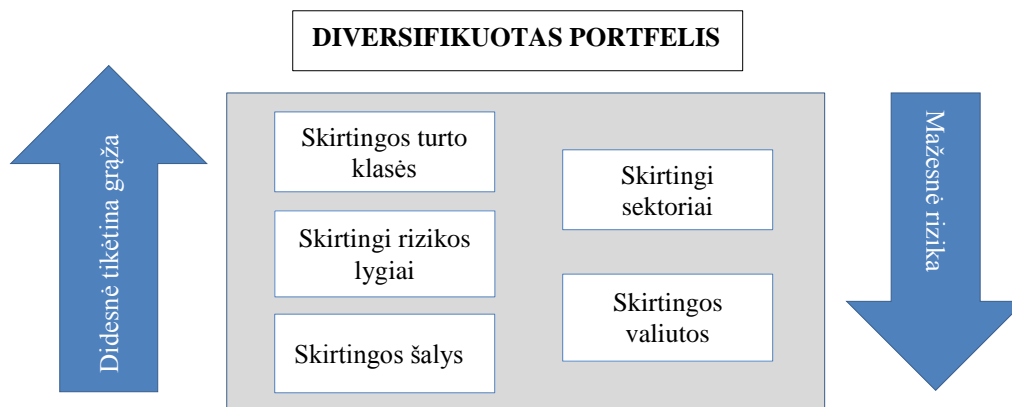 DIVERSIFIKUOTAS PORTFELIS
Didesnė tikėtina grąža
Skirtingos turto
klasės
Skirtingi rizikos
lygiai
Skirtingos šalys
Skirtingi
sektoriai
Skirtingos
valiutos
Mažesnė rizika